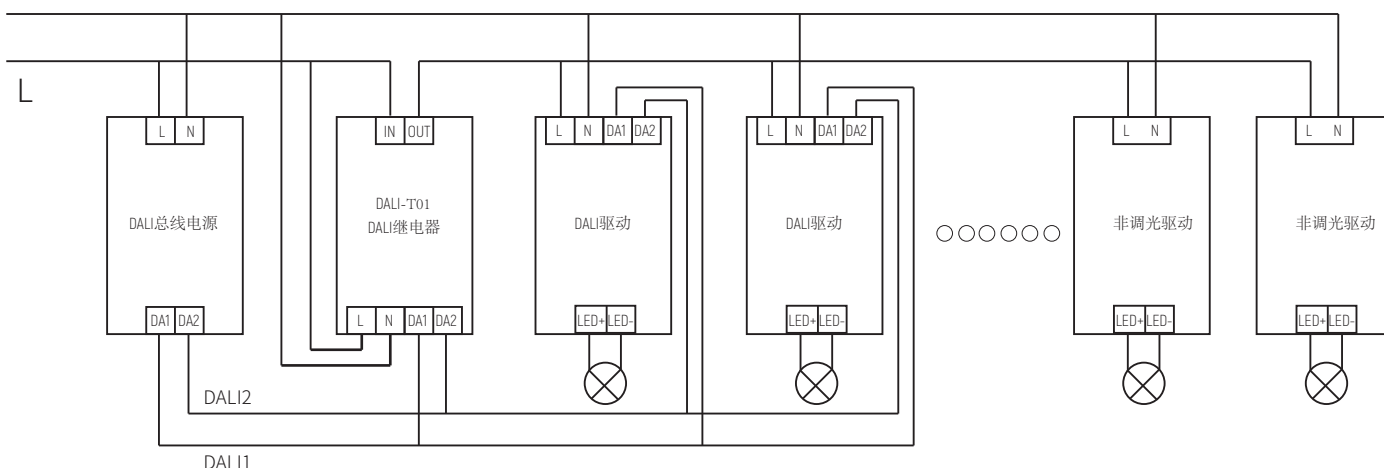 L
L N
IN OUT
L N DA1 DA2
L N DA1 DA2
L N
L N
DALI总线电源
DALI-T01
DALI继电器
DALI驱动
DALI驱动
非调光驱动
非调光驱动
DA1 DA2
L N DA1 DA2
LED+ LED-
LED+ LED-
LED+ LED-
LED+ LED-
DALI2
DALI1